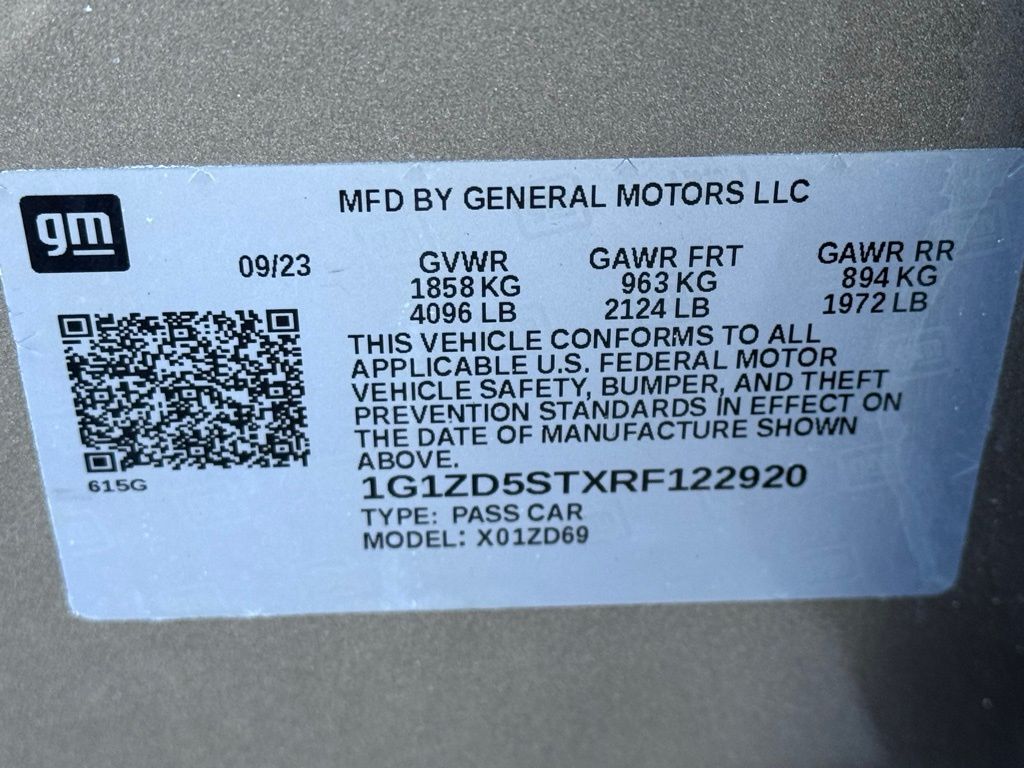 gm
MFD BY GENERAL MOTORS LLC
09/23
GVWR
1858 KG
4096 LB
GAWR FRT
963 KG
2124 LB
GAWR RR
894 KG
1972 LB
THIS VEHICLE CONFORMS TO ALL
APPLICABLE U.S. FEDERAL MOTOR
VEHICLE SAFETY, BUMPER, AND THEFT
PREVENTION STANDARDS IN EFFECT ON
THE DATE OF MANUFACTURE SHOWN
ABOVE.
615G
1G1ZD5STXRF122920
TYPE: PASS CAR
MODEL: X01ZD69